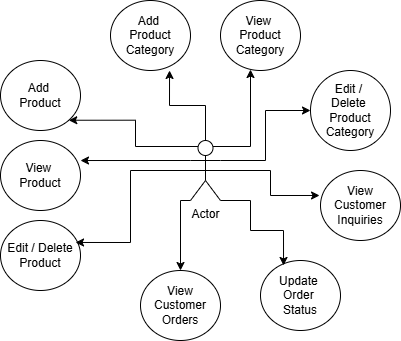 Add
Product
Category
View
Product
Category
Add
Product
Edit /
Delete
Product
Category
View
Product
View
Customer
Inquiries
Actor
Edit / Delete
Product
View
Customer
Orders
Update
Order
Status